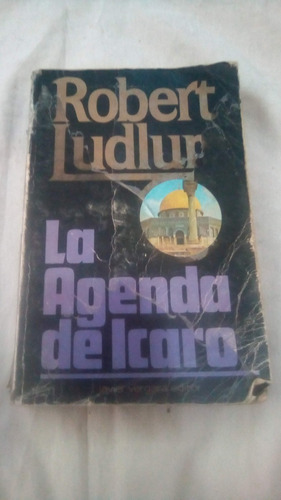 Robert
Ludlum
La
Agenda
de Icaro